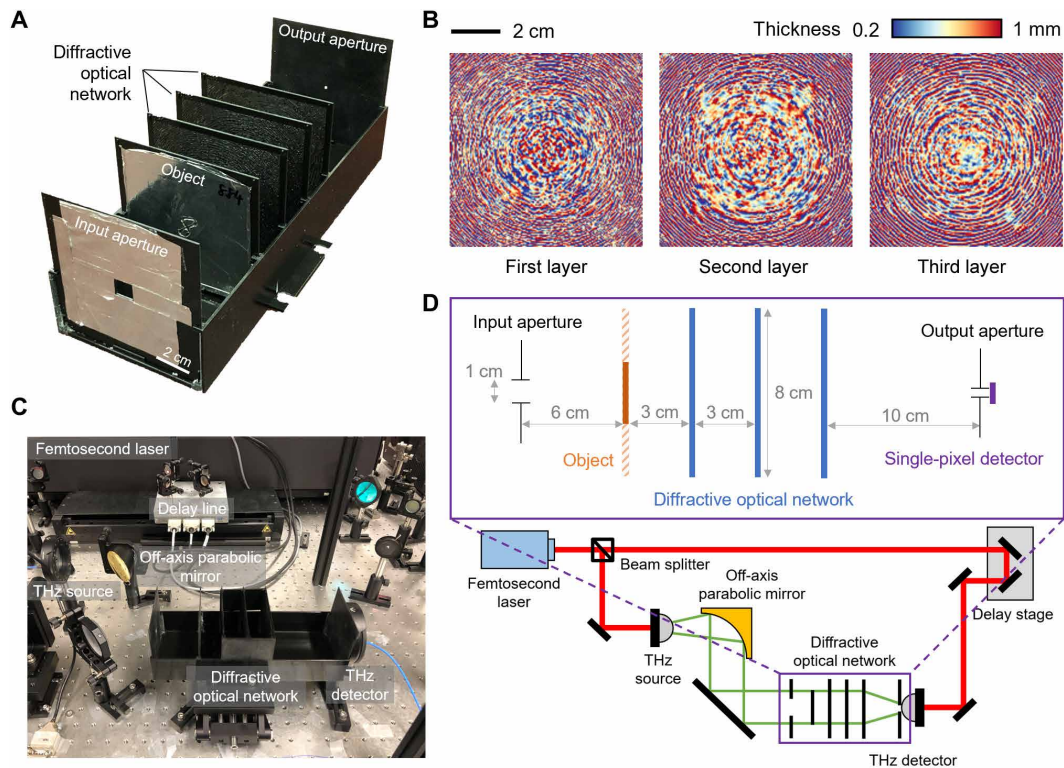 A
Diffractive
optical
network
Output aperture
Object
Input aperture
2 cm
B
2 cm
Thickness 0.2 1 mm
First layer
Second layer
Third layer
C
Femtosecond laser
Delay line
Off-axis parabolic
mirror
THz source
Diffractive
optical network
THz
detector
D
Input aperture
Output aperture
1 cm
8 cm
6 cm
3 cm
3 cm
10 cm
Object
Single-pixel detector
Diffractive optical network
Femtosecond
laser
Beam splitter
Off-axis
parabolic mirror
Delay stage
THz
source
Diffractive
optical network
THz detector